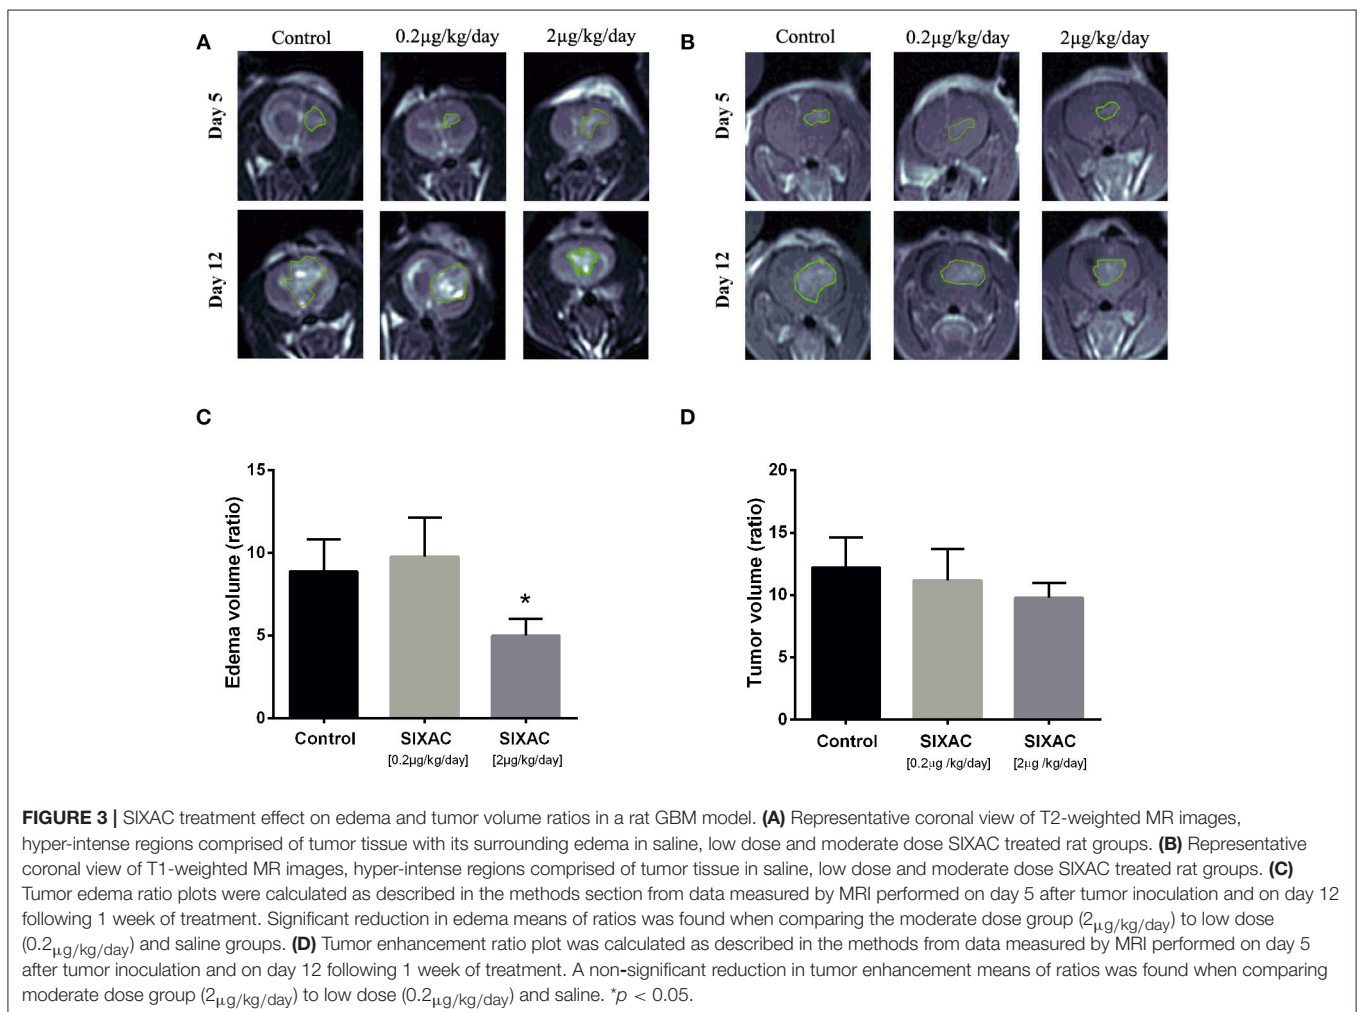 A
Control
0.2µg/kg/day
2µg/kg/day
Day 5
Day 12
B
Control
0.2µg/kg/day
2µg/kg/day
Day 5
Day 12
C
Edema volume (ratio)
15
10
5
0
*
Control
SIXAC
[0.2µg/kg/day]
SIXAC
[2µg/kg/day]
D
Tumor volume (ratio)
20
15
10
5
0
Control
SIXAC
[0.2µg /kg/day]
SIXAC
[2µg /kg/day]
FIGURE 3 | SIXAC treatment effect on edema and tumor volume ratios in a rat GBM model. (A) Representative coronal view of T2-weighted MR images,
hyper-intense regions comprised of tumor tissue with its surrounding edema in saline, low dose and moderate dose SIXAC treated rat groups. (B) Representative
coronal view of T1-weighted MR images, hyper-intense regions comprised of tumor tissue in saline, low dose and moderate dose SIXAC treated rat groups. (C)
Tumor edema ratio plots were calculated as described in the methods section from data measured by MRI performed on day 5 after tumor inoculation and on day 12
following 1 week of treatment. Significant reduction in edema means of ratios was found when comparing the moderate dose group (2µg/kg/day) to low dose
(0.2µg/kg/day) and saline groups. (D) Tumor enhancement ratio plot was calculated as described in the methods from data measured by MRI performed on day 5
after tumor inoculation and on day 12 following 1 week of treatment. A non-significant reduction in tumor enhancement means of ratios was found when comparing
moderate dose group (2µg/kg/day) to low dose (0.2µg/kg/day) and saline. *p < 0.05.